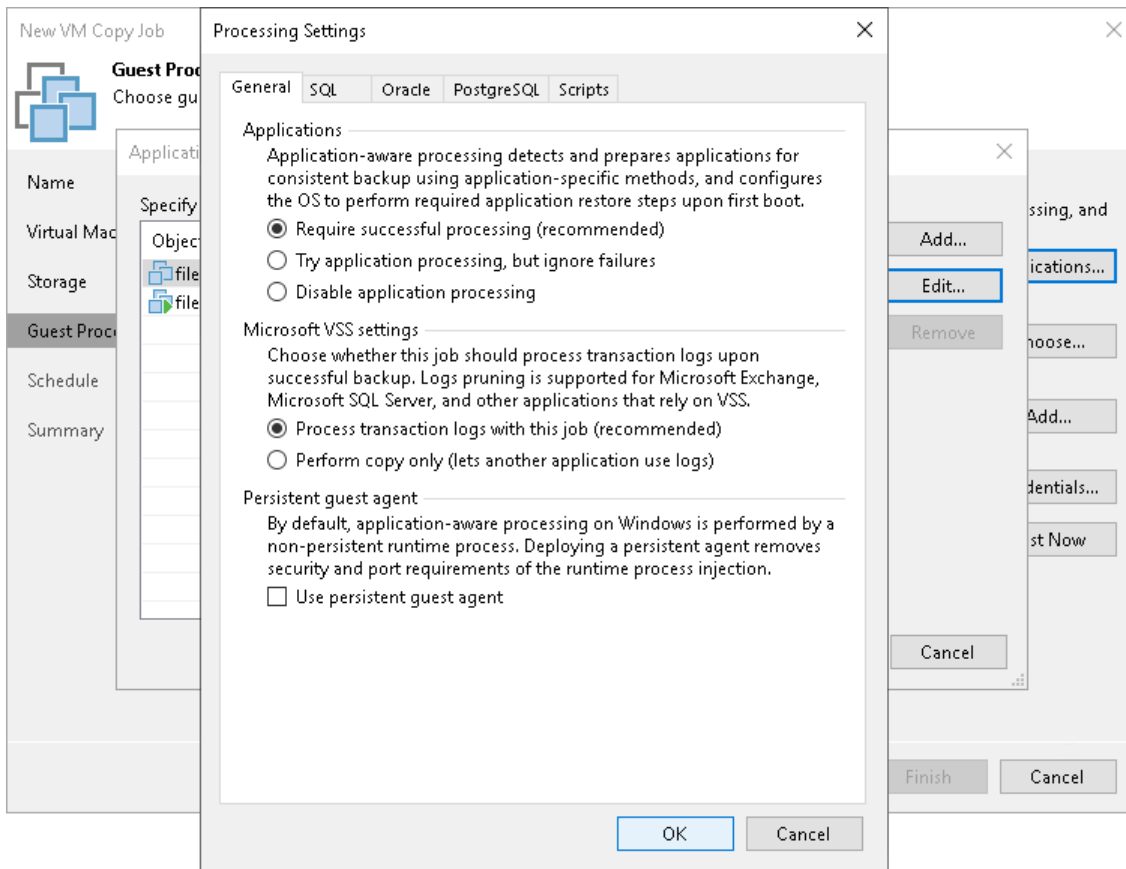 New VM Copy Job
Guest Proc
Choose gu
Name
Virtual Mac
Storage
Guest Proc
Schedule
Summary
Applicati
Specify
Objec
file
file
Processing Settings
General
SQL
Oracle
PostgreSQL
Scripts
Applications
Application-aware processing detects and prepares applications for
consistent backup using application-specific methods, and configures
the OS to perform required application restore steps upon first boot.
Require successful processing (recommended)
Try application processing, but ignore failures
Disable application processing
Microsoft VSS settings
Choose whether this job should process transaction logs upon
successful backup. Logs pruning is supported for Microsoft Exchange,
Microsoft SQL Server, and other applications that rely on VSS.
Process transaction logs with this job (recommended)
Perform copy only (lets another application use logs)
Persistent guest agent
By default, application-aware processing on Windows is performed by a
non-persistent runtime process. Deploying a persistent agent removes
security and port requirements of the runtime process injection.
Use persistent guest agent
OK
Cancel
Add...
Edit...
Remove
Cancel
ssing, and
ications...
hoose...
Add...
dentials...
st Now
Finish
Cancel